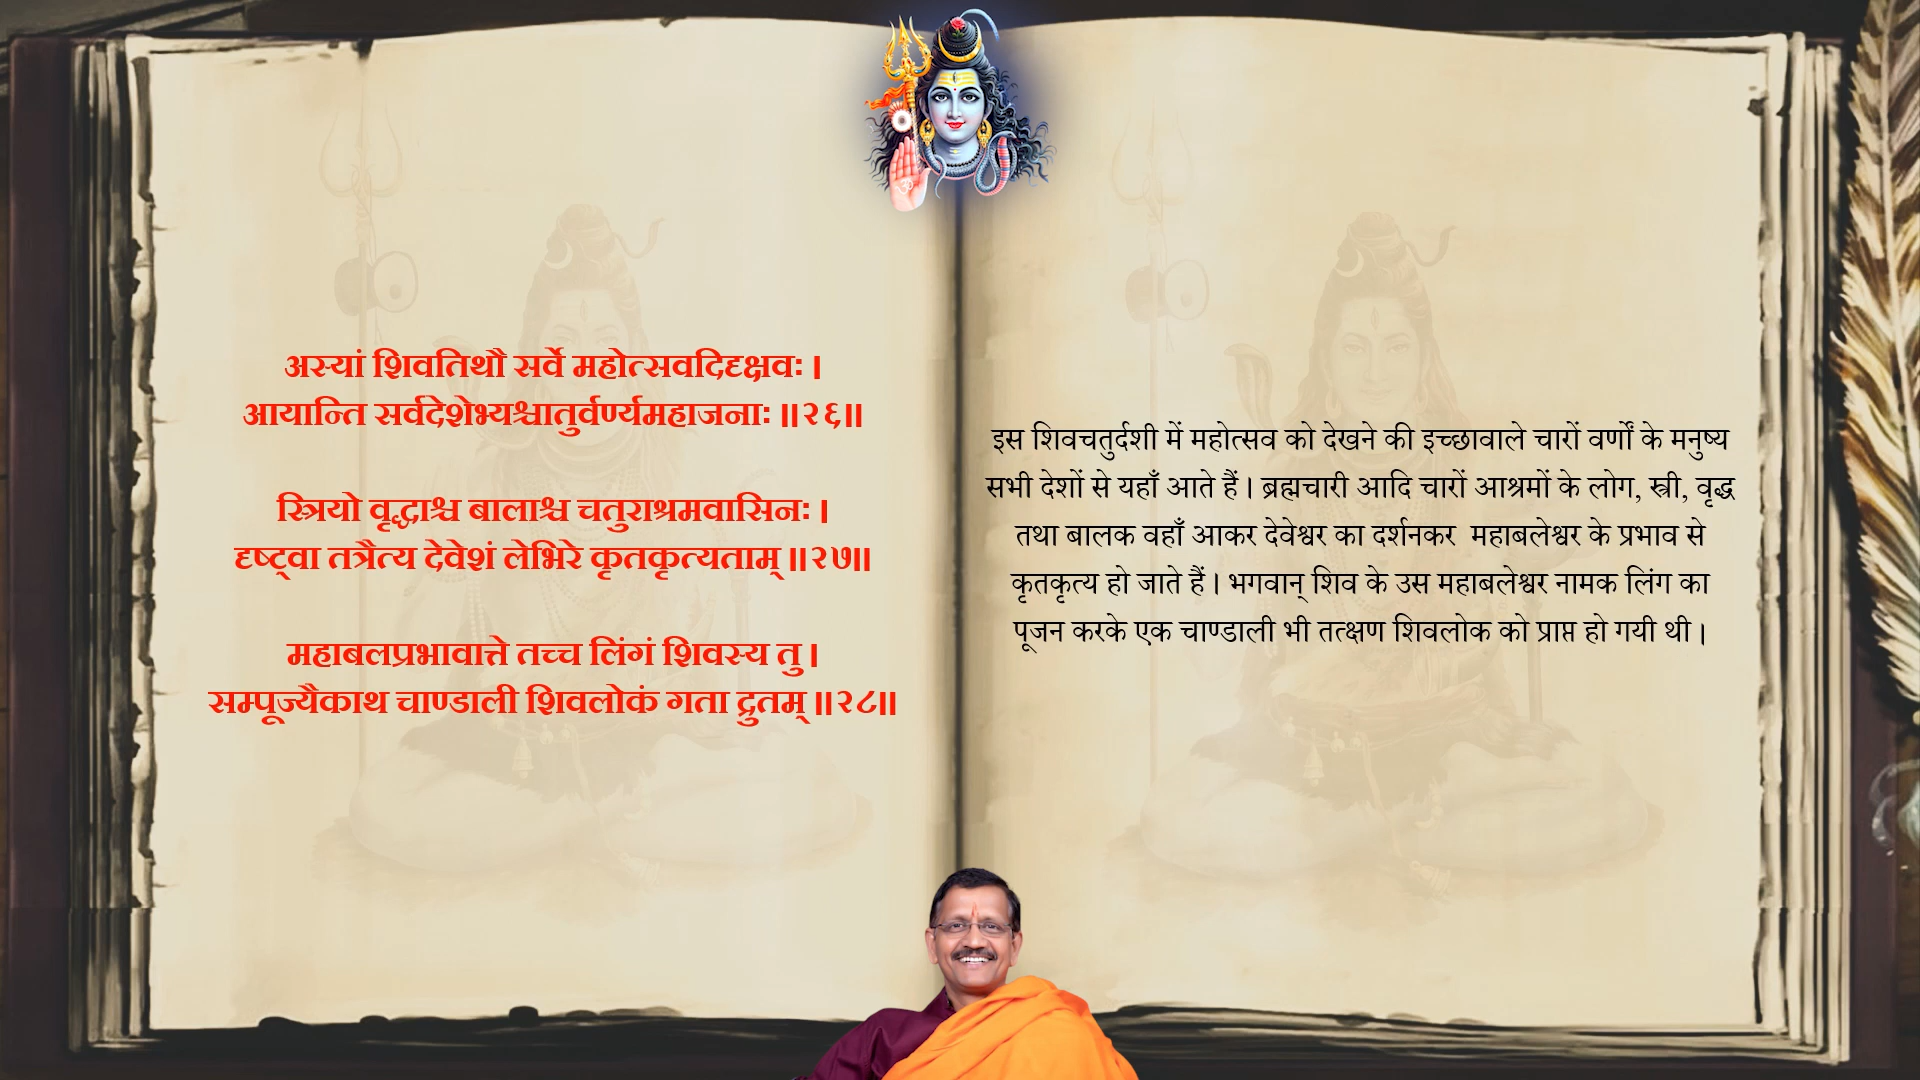 अस्यां शिवतिथौ सर्वे महोत्सवदिदृक्षवः ।
आयान्ति सर्वदेशेभ्यश्चातुर्वर्ण्यमहाजनाः ॥२६॥
स्त्रियो वृद्धाश्च बालाश्च चतुराश्रमवासिनः ।
दृष्ट्वा तत्रैत्य देवेशं लेभिरे कृतकृत्यताम् ॥२७॥
महाबलप्रभावात्ते तच्च लिंगं शिवस्य तु ।
सम्पूज्यैकाथ चाण्डाली शिवलोकं गता द्रुतम् ॥२८॥
इस शिवचतुर्दशी में महोत्सव को देखने की इच्छावाले चारों वर्णों के मनुष्य
सभी देशों से यहाँ आते हैं । ब्रह्मचारी आदि चारों आश्रमों के लोग, स्त्री, वृद्ध
तथा बालक वहाँ आकर देवेश्वर का दर्शनकर महाबलेश्वर के प्रभाव से
कृतकृत्य हो जाते हैं । भगवान् शिव के उस महाबलेश्वर नामक लिंग का
पूजन करके एक चाण्डाली भी तत्क्षण शिवलोक को प्राप्त हो गयी थी ।